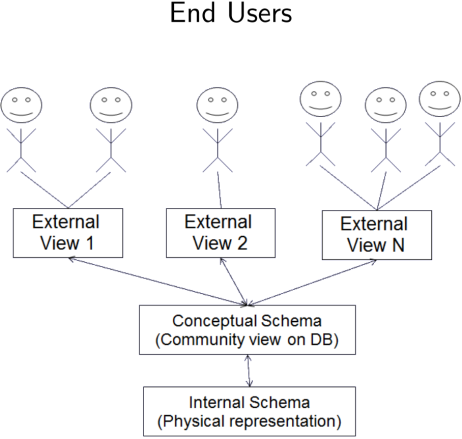 End Users
External
View 1
External
View 2
External
View N
Conceptual Schema
(Community view on DB)
Internal Schema
(Physical representation)